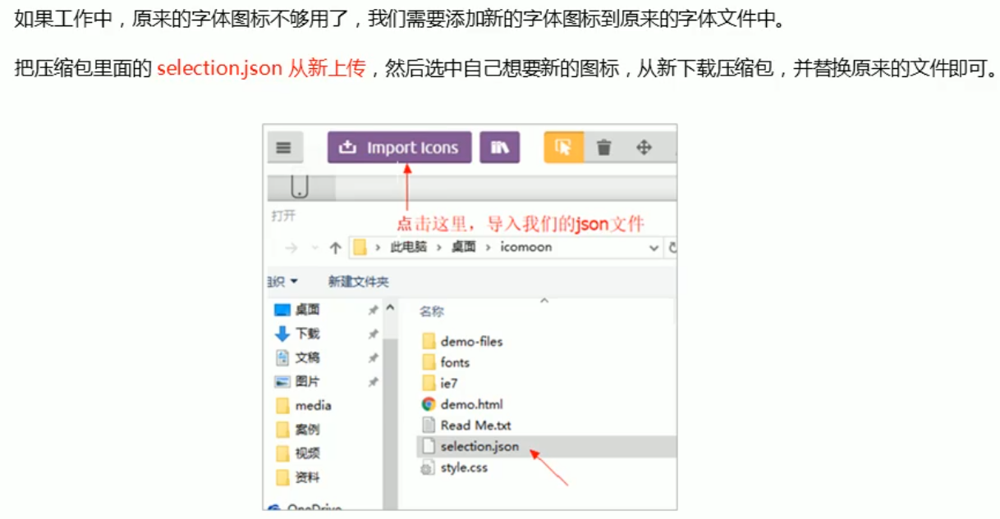 如果工作中，原来的字体图标不够用了，我们需要添加新的字体图标到原来的字体文件中。
把压缩包里面的 selection.json 从新上传，然后选中自己想要新的图标，从新下载压缩包，并替换原来的文件即可。
Import Icons
打开
点击这里，导入我们的json文件
此电脑 › 桌面 › icomoon
组织 新建文件夹
名称
桌面
下载
文稿
图片
media
案例
视频
资料
OneDrive
demo-files
fonts
ie7
demo.html
Read Me.txt
selection.json
style.css